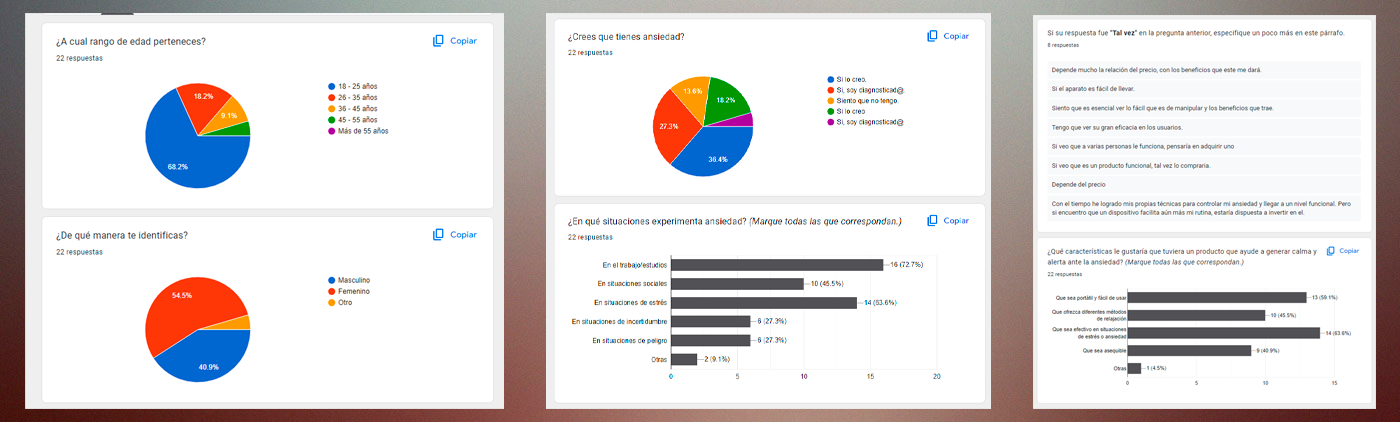 ¿A cual rango de edad perteneces?
Copiar
22 respuestas
18 - 25 años
26 - 35 años
36 - 45 años
45 - 55 años
Más de 55 años
18.2%
9.1%
68.2%
¿De qué manera te identificas?
Copiar
22 respuestas
Masculino
Femenino
Otro
54.5%
40.9%
¿Crees que tienes ansiedad?
Copiar
22 respuestas
Si lo creo.
Si, soy diagnosticad@.
Siento que no tengo.
Si lo creo
Si, soy diagnosticad@
13.6%
18.2%
27.3%
36.4%
¿En qué situaciones experimenta ansiedad? (Marque todas las que correspondan.)
Copiar
22 respuestas
En el trabajo/estudios
16 (72.7%)
En situaciones sociales
10 (45.5%)
En situaciones de estrés
14 (63.6%)
En situaciones de incertidumbre
6 (27.3%)
En situaciones de peligro
6 (27.3%)
Otras
2 (9.1%)
0 5 10 15 20
Si su respuesta fue "Tal vez" en la pregunta anterior, especifique un poco más en este párrafo.
8 respuestas
Depende mucho la relación del precio, con los beneficios que este me dará.
Si el aparato es fácil de llevar.
Siento que es esencial ver lo fácil que es de manipular y los beneficios que trae.
Tengo que ver su gran eficacia en los usuarios.
Si veo que a varias personas le funciona, pensaría en adquirir uno
Si veo que es un producto funcional, tal vez lo compraria.
Depende del precio
Con el tiempo he logrado mis propias técnicas para controlar mi ansiedad y llegar a un nivel funcional. Pero
si encuentro que un dispositivo facilita aún más mi rutina, estaría dispuesta a invertir en el.
¿Qué características le gustaría que tuviera un producto que ayude a generar calma y
alerta ante la ansiedad? (Marque todas las que correspondan.)
Copiar
22 respuestas
Que sea portátil y fácil de usar
13 (59.1%)
Que ofrezca diferentes métodos
de relajación
10 (45.5%)
Que sea efectivo en situaciones
de estrés o ansiedad
14 (63.6%)
Que sea asequible
9 (40.9%)
Otras
1 (4.5%)
0 5 10 15